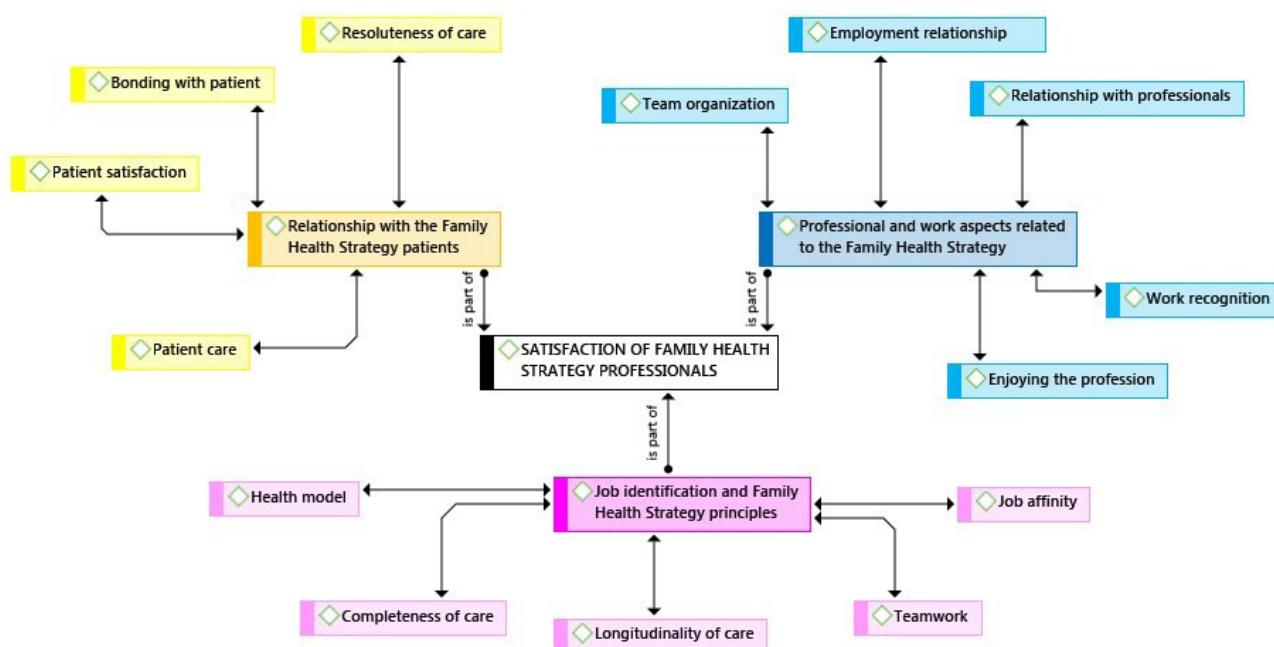 Resoluteness of care
Employment relationship
Bonding with patient
Team organization
Relationship with professionals
Patient satisfaction
Relationship with the Family
Health Strategy patients
Professional and work aspects related
to the Family Health Strategy
is part of
is part of
Work recognition
Patient care
SATISFACTION OF FAMILY HEALTH
STRATEGY PROFESSIONALS
Enjoying the profession
is part of
Health model
Job identification and Family
Health Strategy principles
Job affinity
Completeness of care
Longitudinality of care
Teamwork